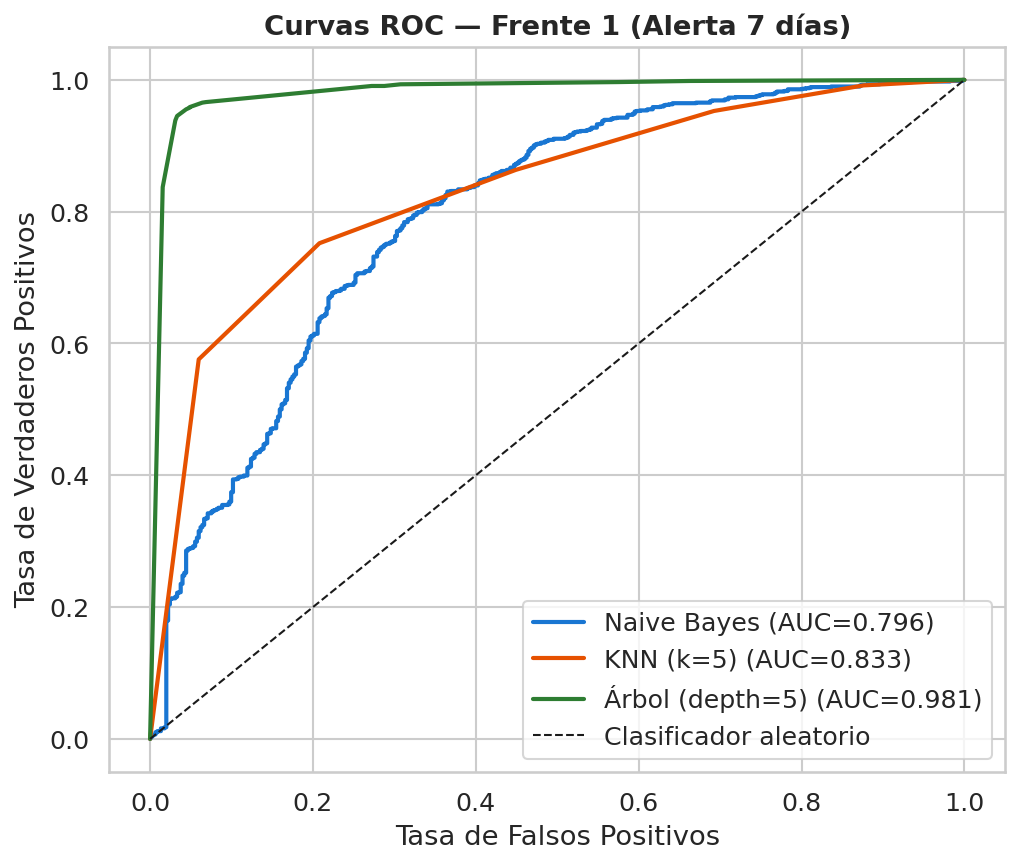 Curvas ROC — Frente 1 (Alerta 7 días)
Tasa de Verdaderos Positivos
1.0
0.8
0.6
0.4
0.2
0.0
Naive Bayes (AUC=0.796)
KNN (k=5) (AUC=0.833)
Árbol (depth=5) (AUC=0.981)
Clasificador aleatorio
0.0 0.2 0.4 0.6 0.8 1.0
Tasa de Falsos Positivos